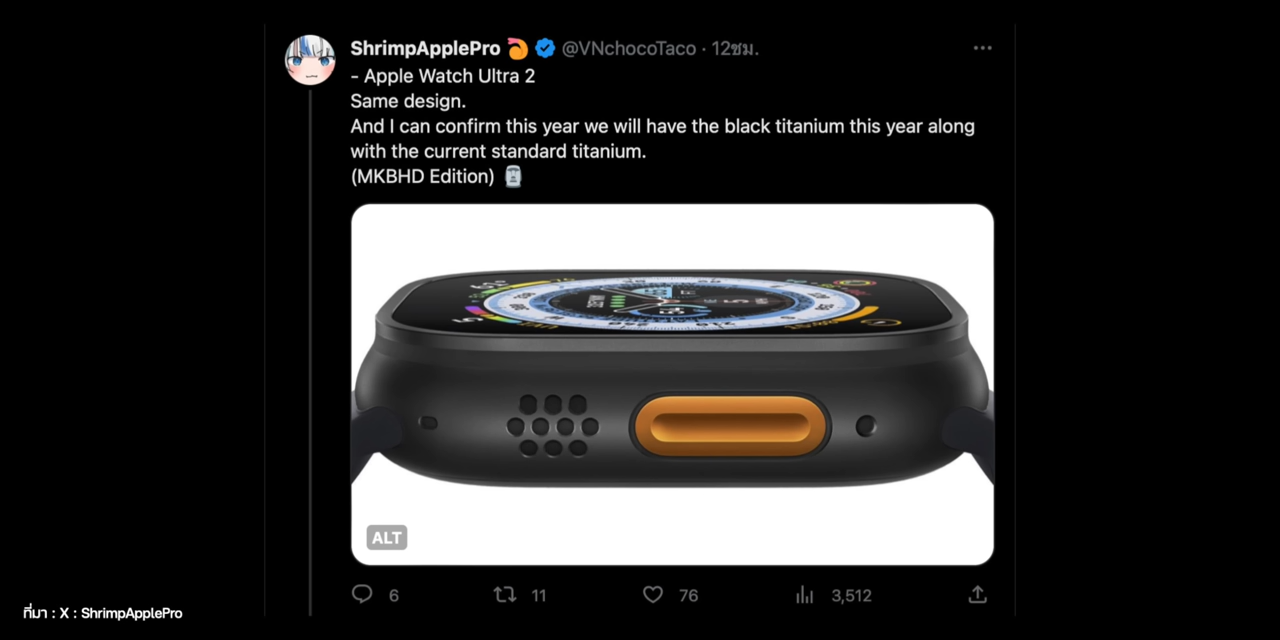 ShrimpApplePro @VNchocoTaco · 12ชม.
- Apple Watch Ultra 2
Same design.
And I can confirm this year we will have the black titanium this year along
with the current standard titanium.
(MKBHD Edition) 🗿
ALT
6 11 76 3,512
ที่มา : X : ShrimpApplePro